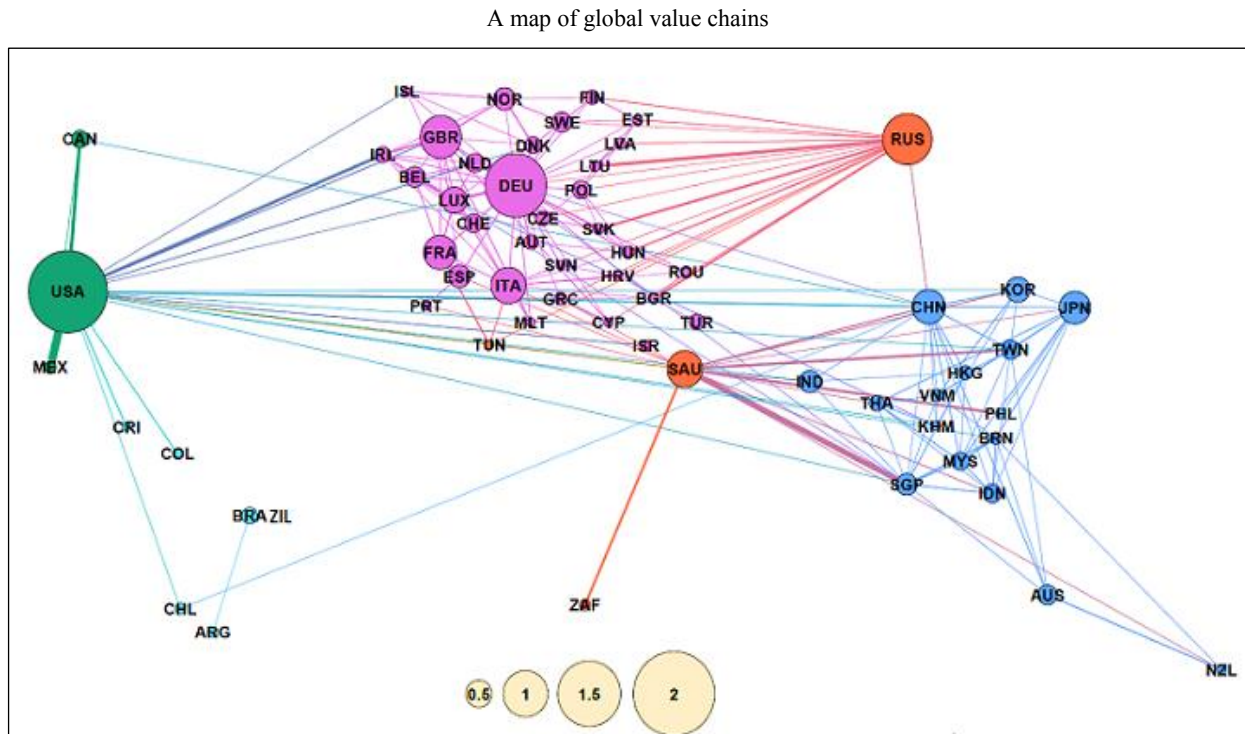 A map of global value chains
ISL
NOR
FIN
CAN
GBR
SWE
EST
RUS
DNK
LVA
IRL
NLD
LTU
BEL
DEU
POL
LUX
CHE
CZE
SVK
AUT
FRA
HUN
SVN
ESP
HRV
ROU
USA
ITA
KOR
PRT
GRC
BGR
CHN
JPN
MLT
CYP
TUR
TUN
ISR
TWN
MEX
SAU
HKG
IND
VNM
THA
PHL
CRI
KHM
BRN
COL
MYS
SGP
IDN
BRAZIL
AUS
CHL
ZAF
ARG
NZL
0.5 1 1.5 2